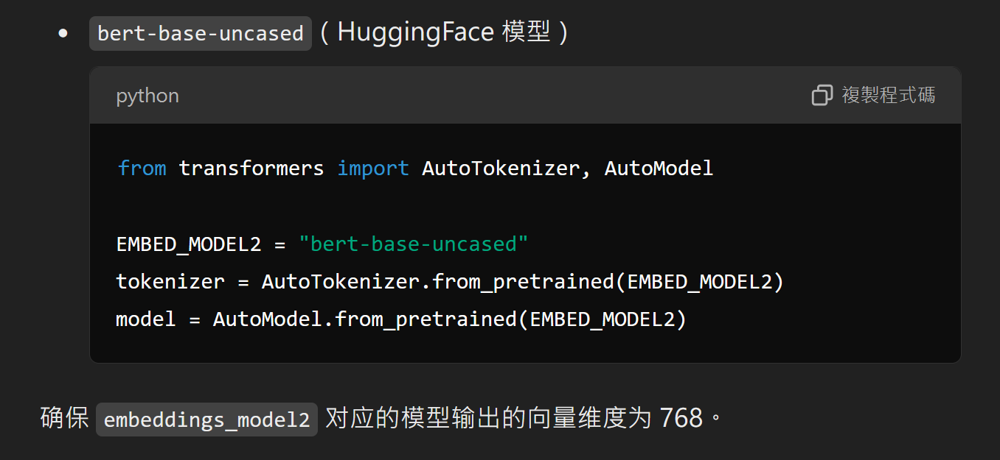 bert-base-uncased（HuggingFace 模型）
python 複製程式碼
from transformers import AutoTokenizer, AutoModel
EMBED_MODEL2 = "bert-base-uncased"
tokenizer = AutoTokenizer.from_pretrained(EMBED_MODEL2)
model = AutoModel.from_pretrained(EMBED_MODEL2)
确保 embeddings_model2 对应的模型输出的向量维度为 768。